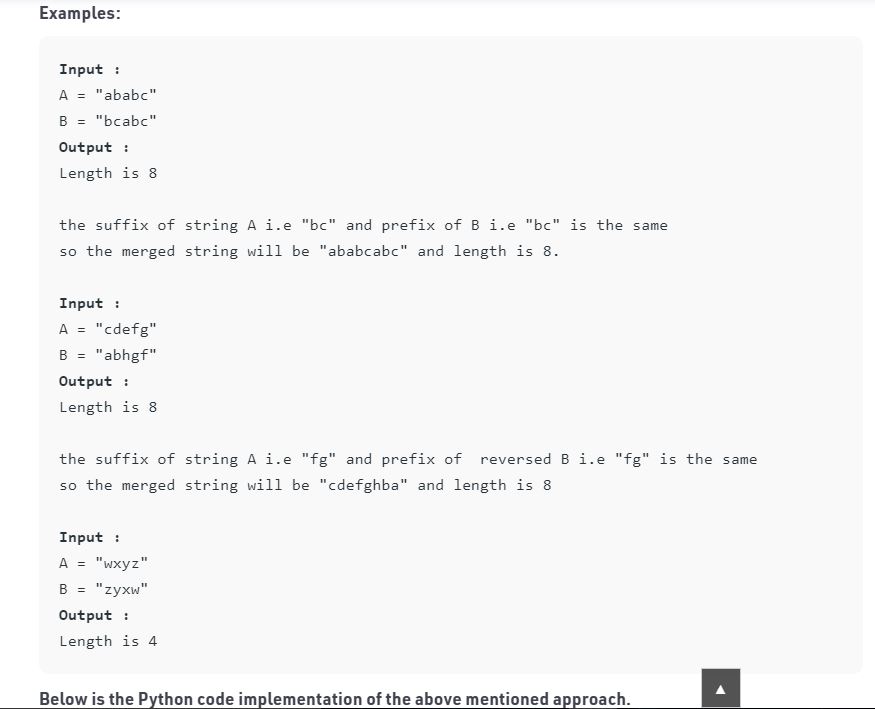 Examples:
Input :
A = "ababc"
B = "bcabc"
Output :
Length is 8
the suffix of string A i.e "bc" and prefix of B i.e "bc" is the same
so the merged string will be "ababcabc" and length is 8.
Input :
A = "cdefg"
B = "abhgf"
Output :
Length is 8
the suffix of string A i.e "fg" and prefix of  reversed B i.e "fg" is the same
so the merged string will be "cdefghba" and length is 8
Input :
A = "wxyz"
B = "zyxw"
Output :
Length is 4
Below is the Python code implementation of the above mentioned approach.